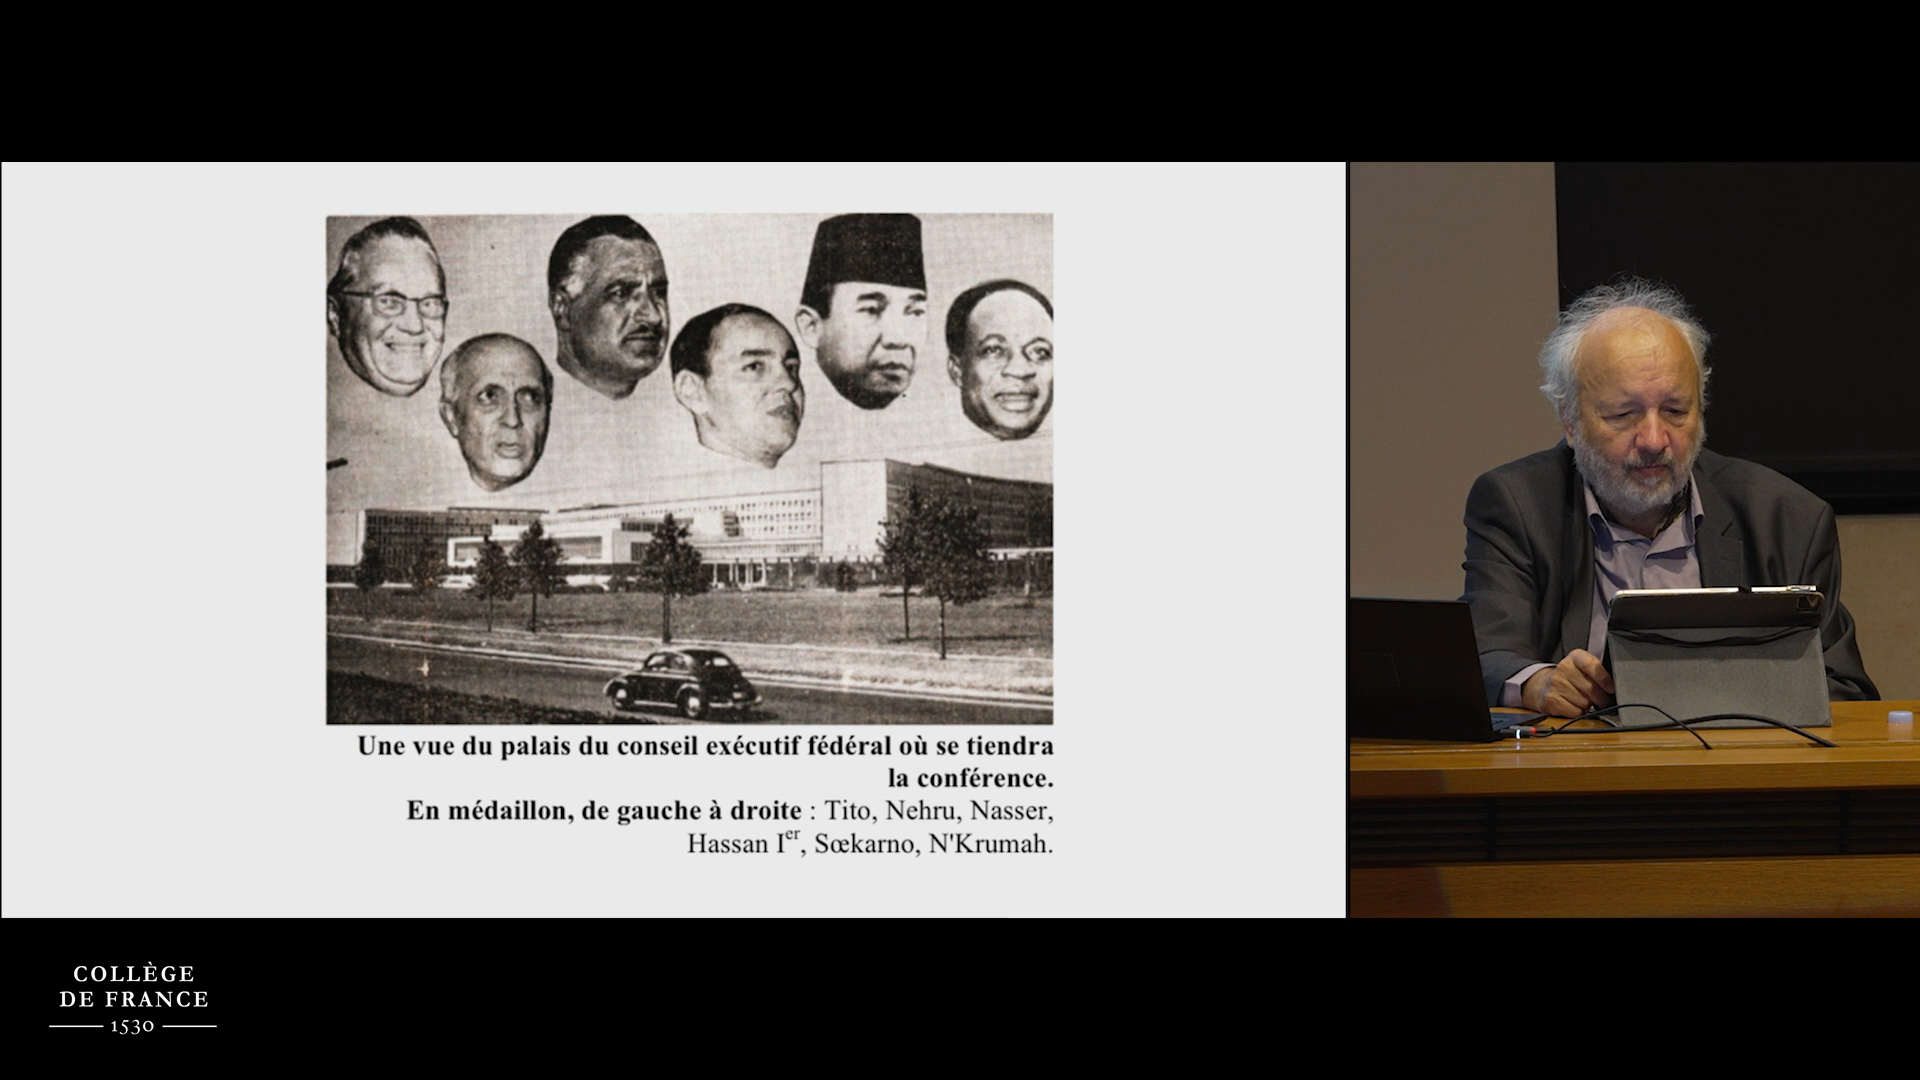 Une vue du palais du conseil exécutif fédéral où se tiendra
la conférence.
En médaillon, de gauche à droite : Tito, Nehru, Nasser,
Hassan Ier, Sœkarno, N'Krumah.
COLLÈGE
DE FRANCE
1530